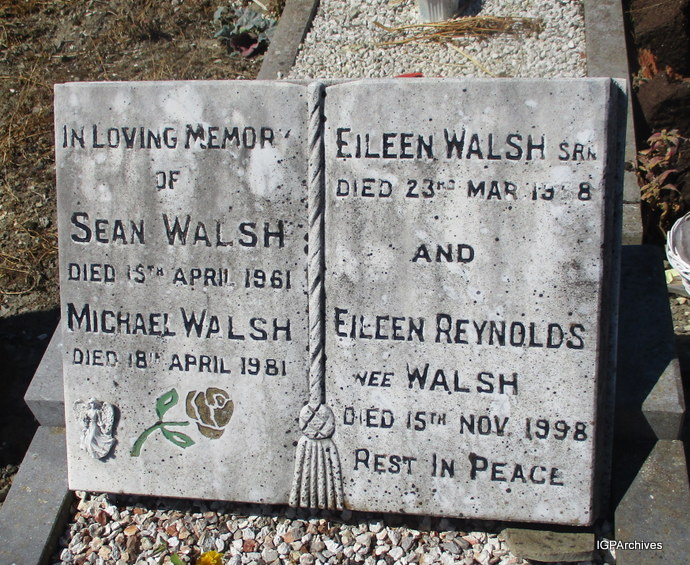 IN LOVING MEMORY
OF
SEAN WALSH
DIED 15TH APRIL 1961
MICHAEL WALSH
DIED 18TH APRIL 1981
EILEEN WALSH SRN
DIED 23RD MAR
AND
EILEEN REYNOLDS
NEE WALSH
DIED 15TH NOV. 1998
REST IN PEACE
IGPArchives